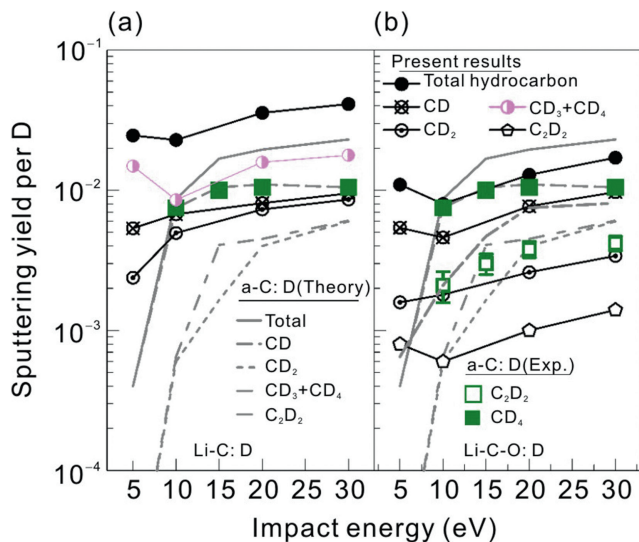 (a)
(b)
Sputtering yield per D
10⁻¹
10⁻²
10⁻³
10⁻⁴
a-C: D(Theory)
Total
CD
CD₂
CD₃+CD₄
C₂D₂
Li-C: D
5 10 15 20 25 30
Present results
Total hydrocarbon
CD
CD₃+CD₄
CD₂
C₂D₂
a-C: D(Exp.)
C₂D₂
CD₄
Li-C-O: D
5 10 15 20 25 30
Impact energy (eV)